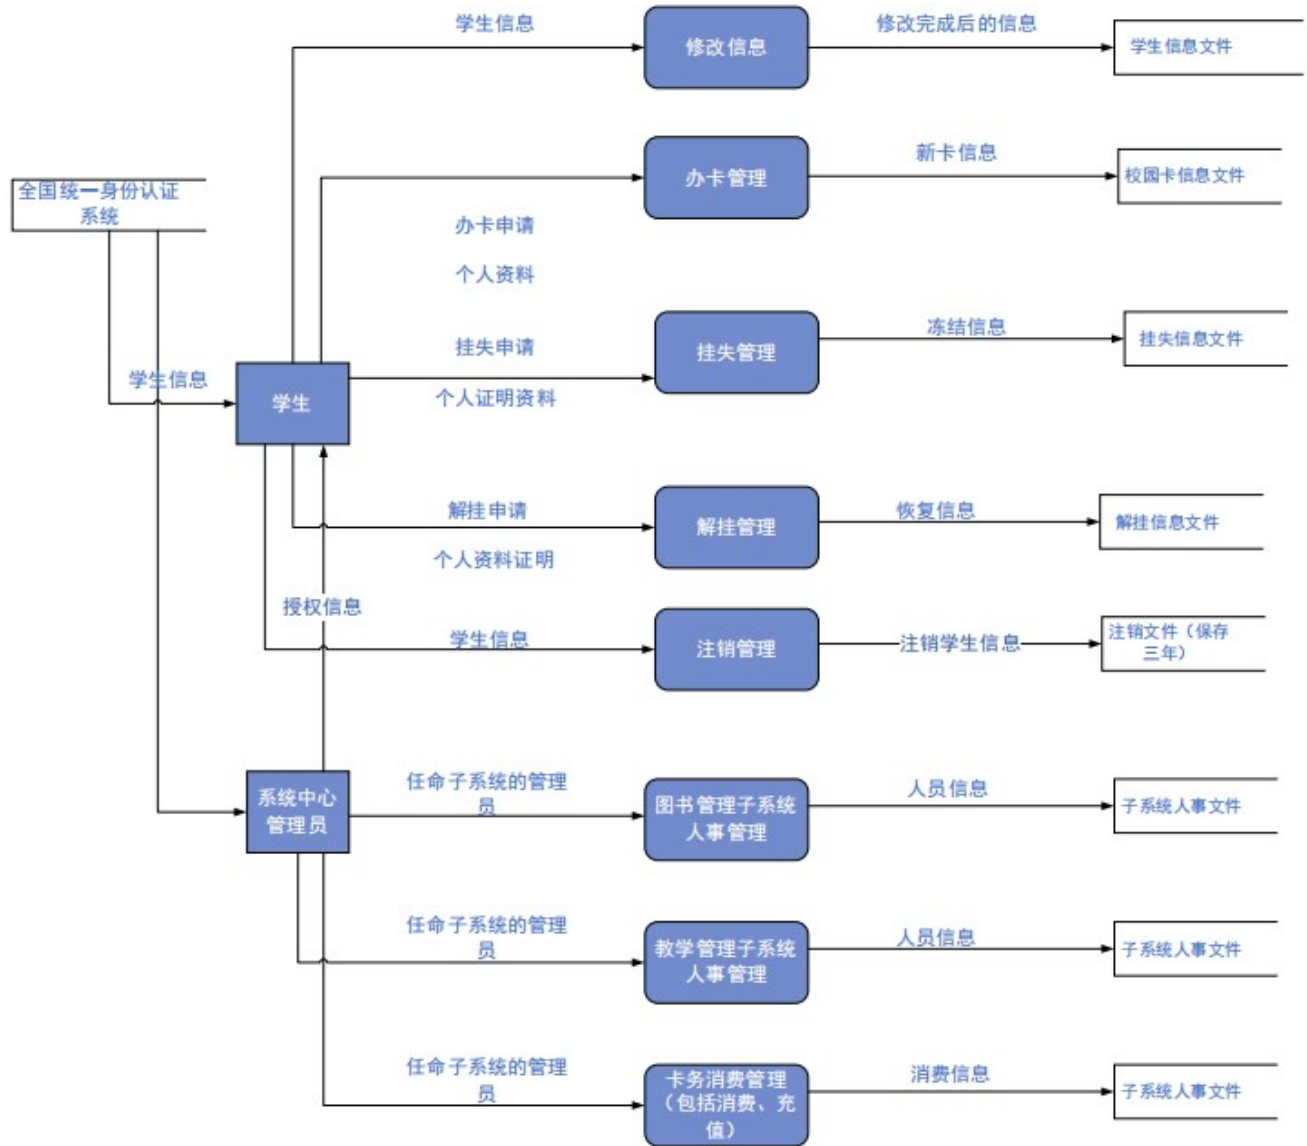 学生信息
修改信息
修改完成后的信息
学生信息文件
办卡管理
新卡信息
校园卡信息文件
全国统一身份认证
系统
办卡申请
个人资料
挂失申请
挂失管理
冻结信息
挂失信息文件
学生信息
学生
个人证明资料
解挂申请
解挂管理
恢复信息
解挂信息文件
个人资料证明
授权信息
学生信息
注销管理
注销学生信息
注销文件（保存
三年）
系统中心
管理员
任命子系统的管理
员
图书管理子系统
人事管理
人员信息
子系统人事文件
任命子系统的管理
员
教学管理子系统
人事管理
人员信息
子系统人事文件
任命子系统的管理
员
卡务消费管理
（包括消费、充
值）
消费信息
子系统人事文件